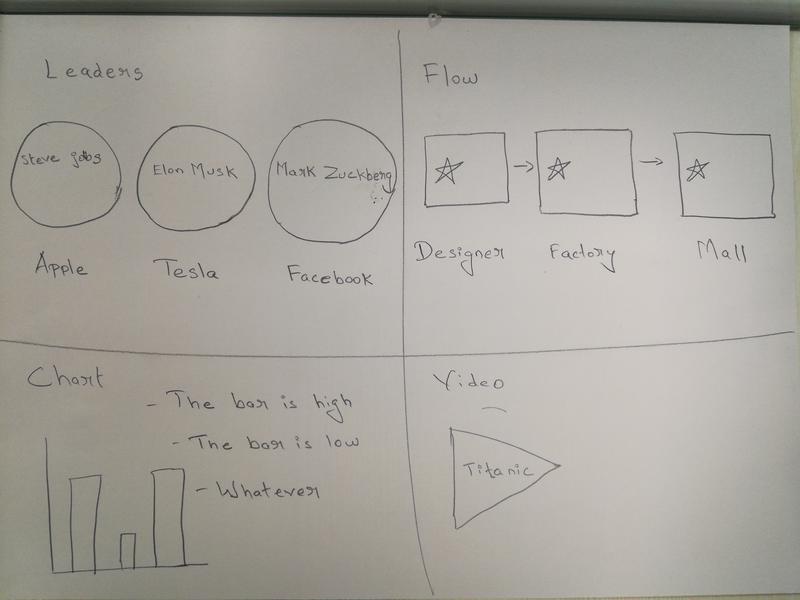 Leaders
Steve jobs
Elon Musk
Mark Zuckberg
Apple
Tesla
Facebook
Flow
Designer
Factory
Mall
Chart
- The bar is high
- The bar is low
- Whatever
Video
Titanic